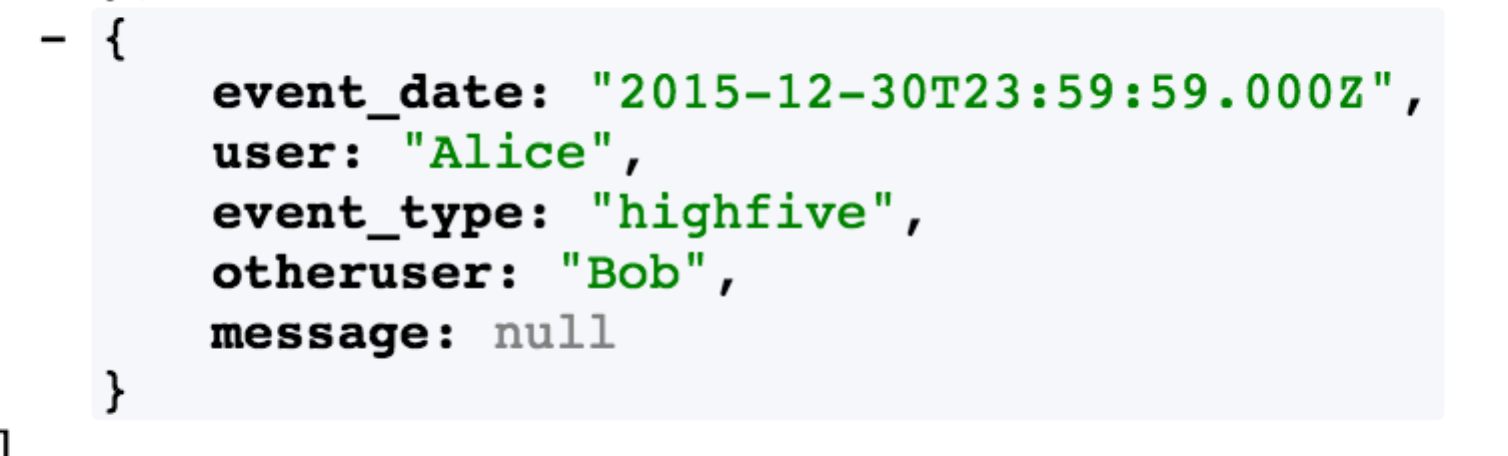 - {
event_date: "2015-12-30T23:59:59.000Z",
user: "Alice",
event_type: "highfive",
otheruser: "Bob",
message: null
}
]